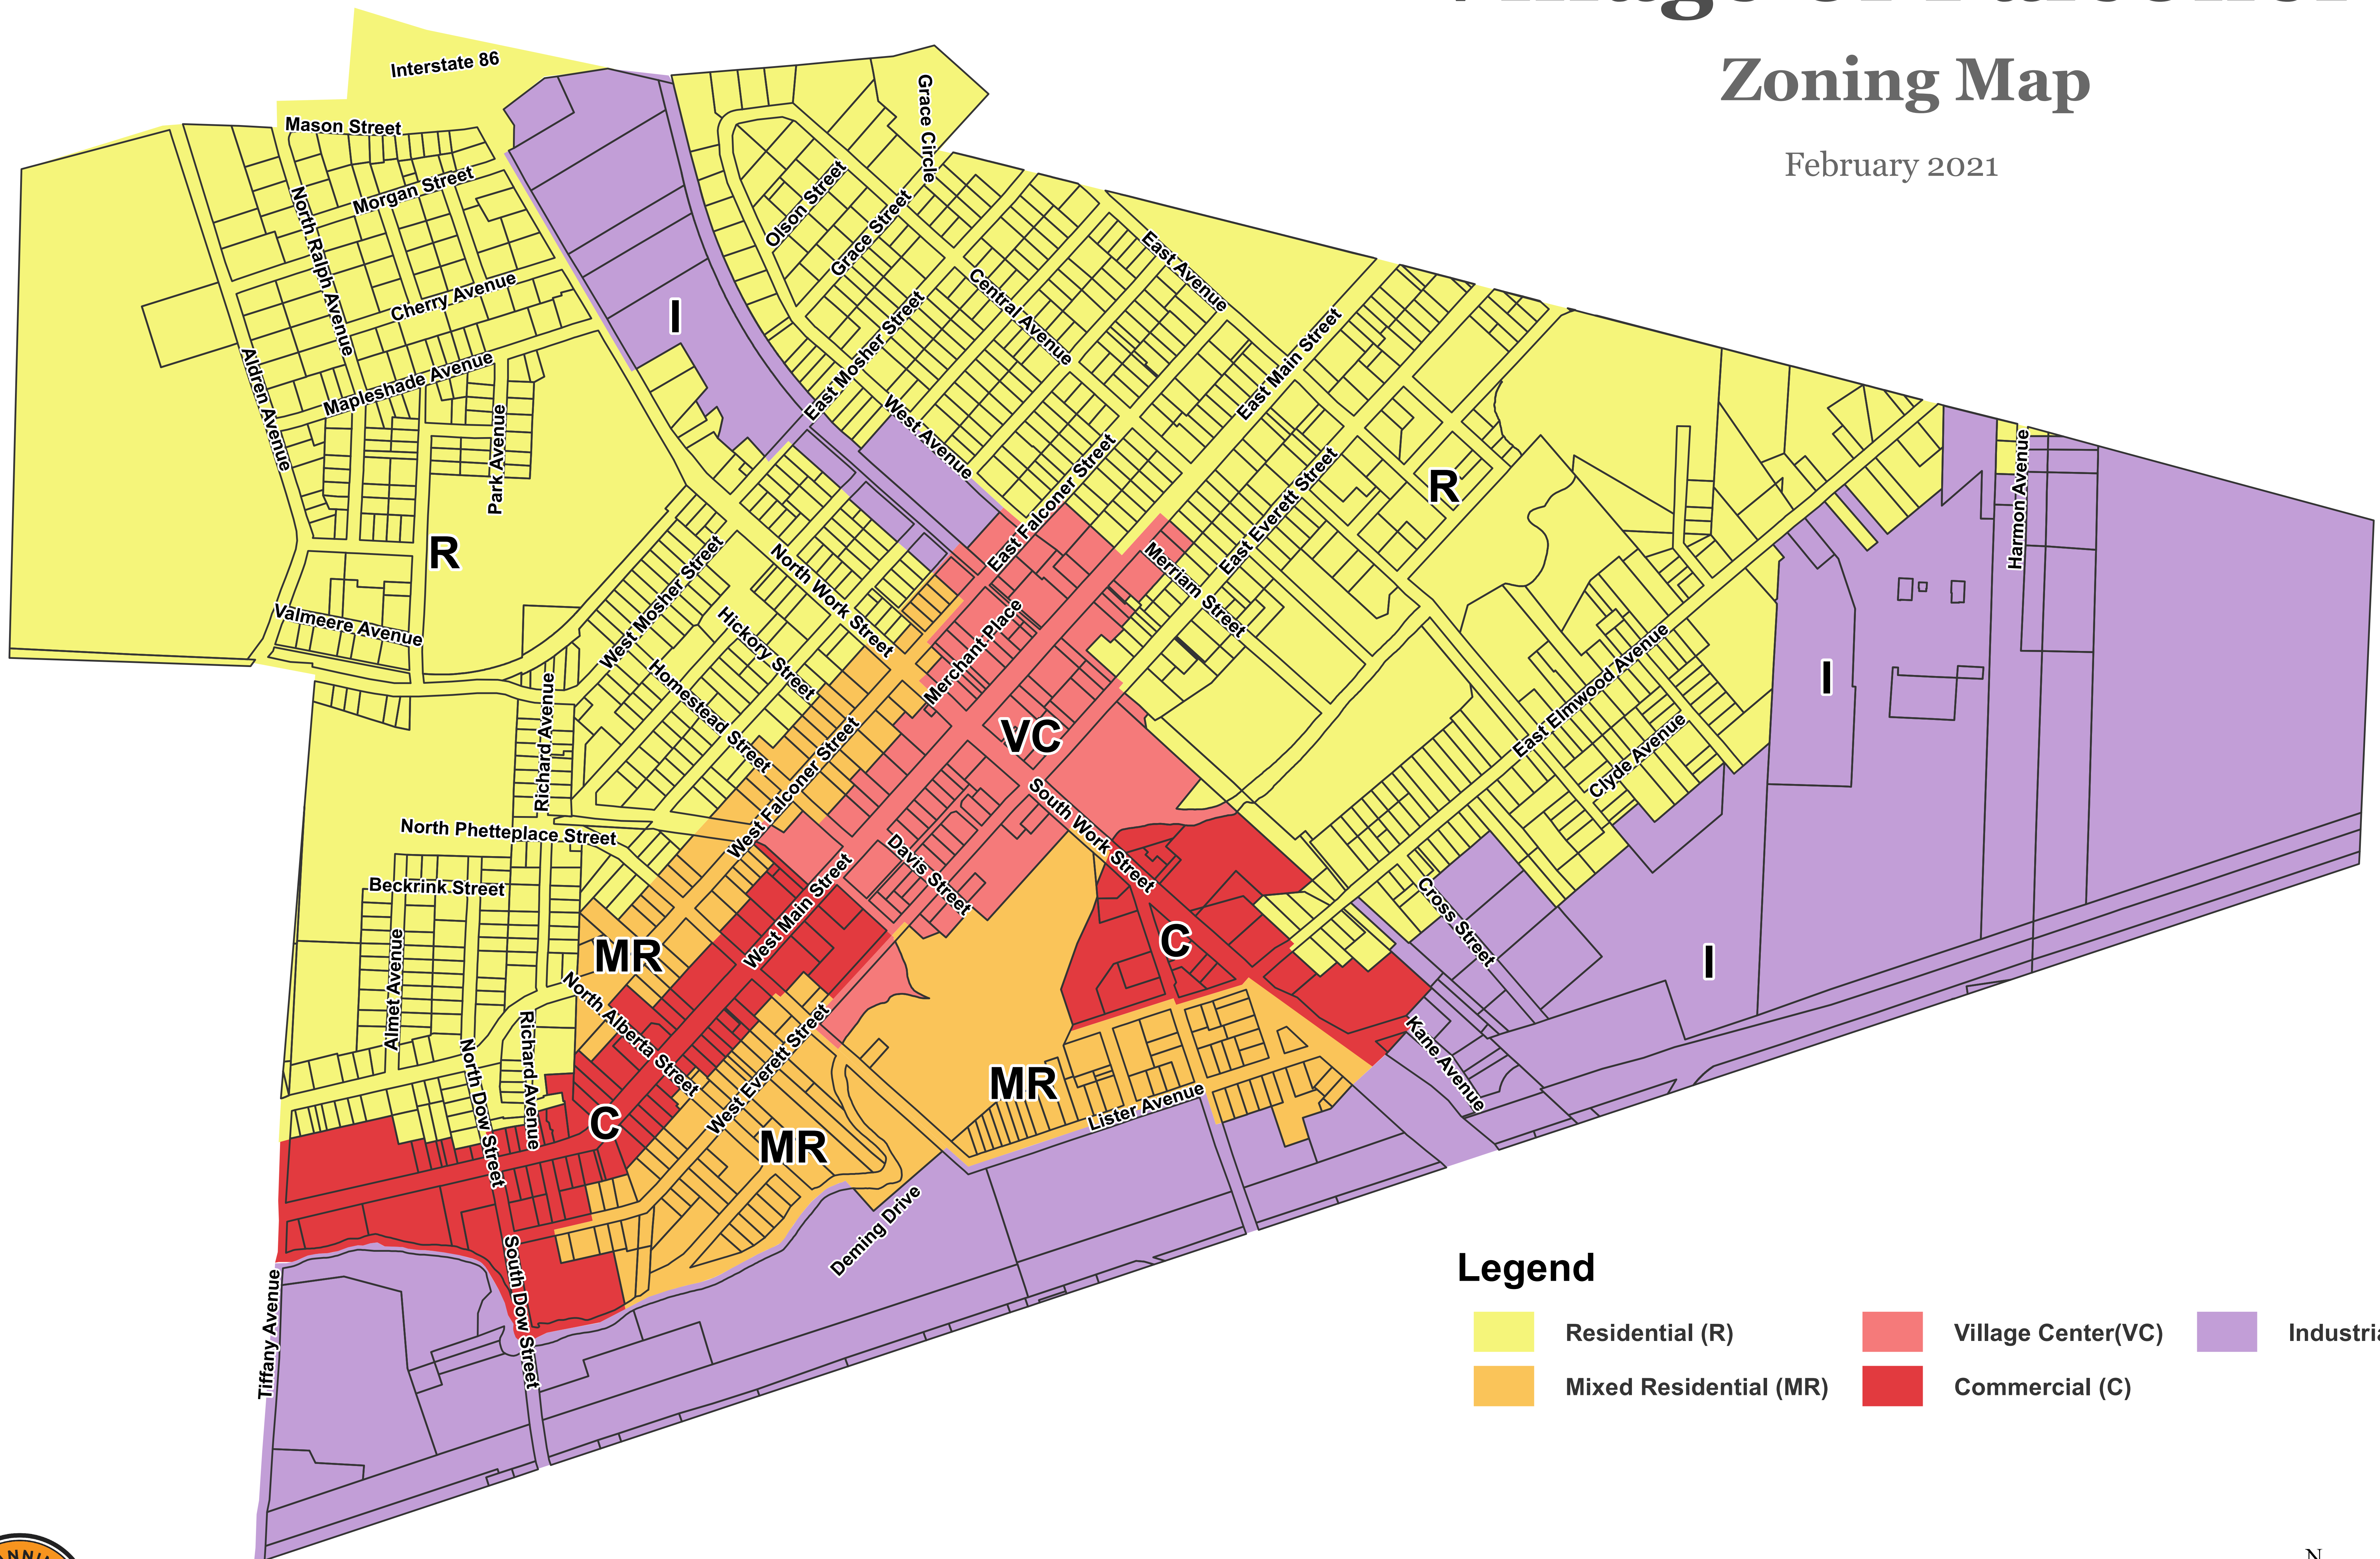 Zoning Map
February 2021
Interstate 86
Grace Circle
Mason Street
Morgan Street
North Ralph Avenue
Olson Street
Grace Street
East Avenue
Cherry Avenue
Central Avenue
East Mosher Street
I
East Main Street
Aldren Avenue
Mapleshade Avenue
Park Avenue
West Avenue
East Falconer Street
East Everett Street
R
Harmon Avenue
R
West Mosher Street
North Work Street
Merriam Street
Valmeere Avenue
Hickory Street
Homestead Street
Merchant Place
East Elmwood Avenue
I
Richard Avenue
West Falconer Street
VC
Clyde Avenue
South Work Street
North Phetteplace Street
Davis Street
Beckrink Street
West Main Street
Cross Street
C
MR
I
Almet Avenue
North Alberta Street
Richard Avenue
North Dow Street
West Everett Street
Kane Avenue
MR
Lister Avenue
C
MR
Deming Drive
South Dow Street
Tiffany Avenue
Legend
Residential (R)
Village Center(VC)
Mixed Residential (MR)
Commercial (C)
N